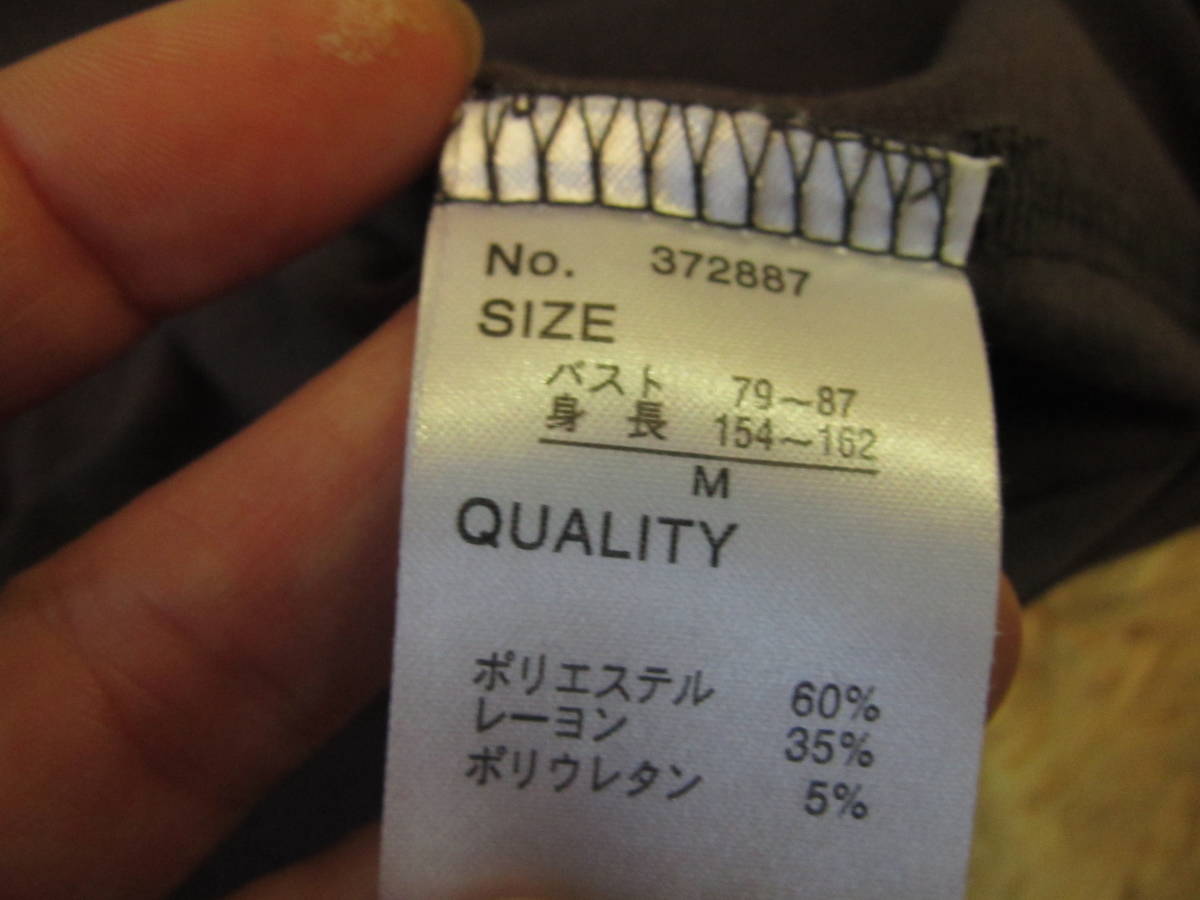 No. 372887
SIZE
バスト 79～87
身長 154～162
M
QUALITY
ポリエステル 60%
レーヨン 35%
ポリウレタン 5%